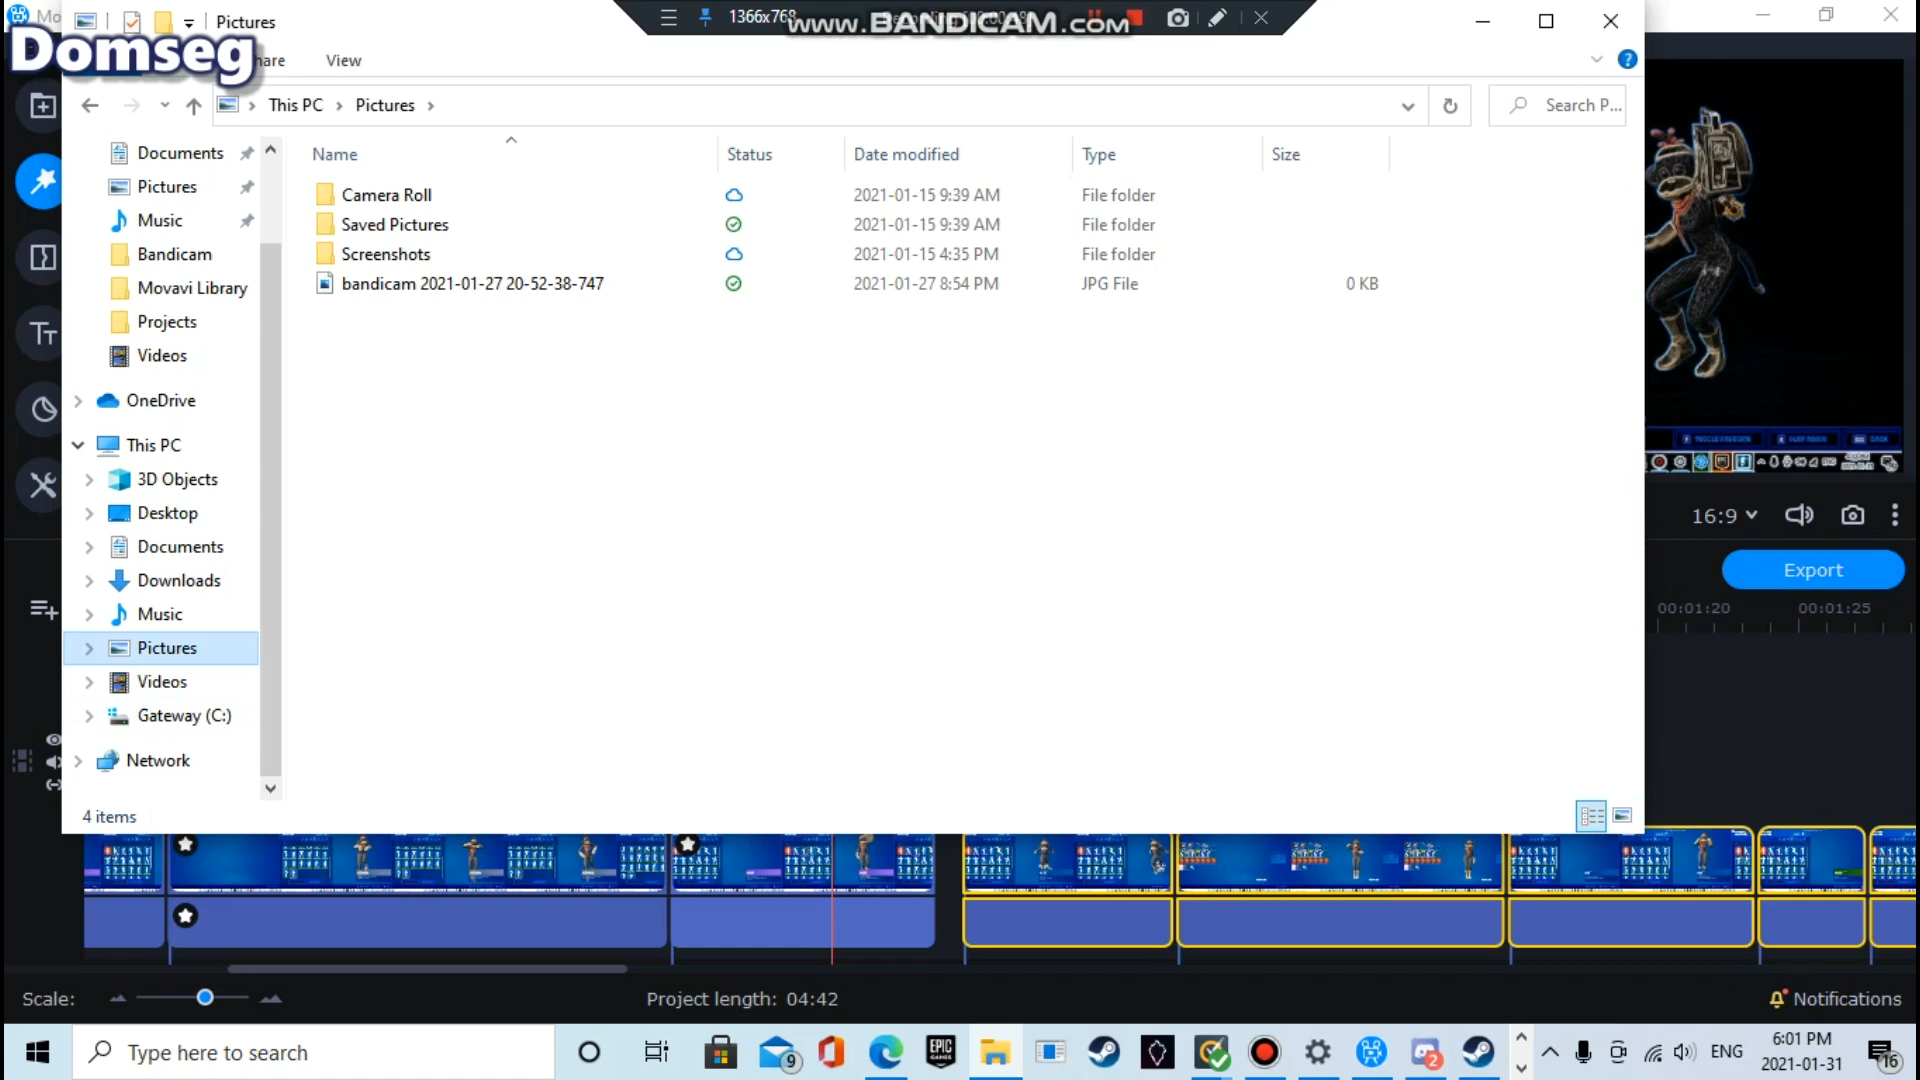 Pictures
1366x768
www.BANDICAM.com
Domseg
View
This PC
Pictures
Search P...
Name
Status
Date modified
Type
Size
Camera Roll
2021-01-15 9:39 AM
File folder
Saved Pictures
2021-01-15 9:39 AM
File folder
Screenshots
2021-01-15 4:35 PM
File folder
bandicam 2021-01-27 20-52-38-747
2021-01-27 8:54 PM
JPG File
0 KB
Documents
Pictures
Music
Bandicam
Movavi Library
Projects
Videos
OneDrive
This PC
3D Objects
Desktop
Documents
Downloads
Music
Pictures
Videos
Gateway (C:)
Network
4 items
16:9
Export
00:01:20
00:01:25
Scale:
Project length: 04:42
Notifications
Type here to search
9
EPIC GAMES
2
ENG
6:01 PM
2021-01-31
16